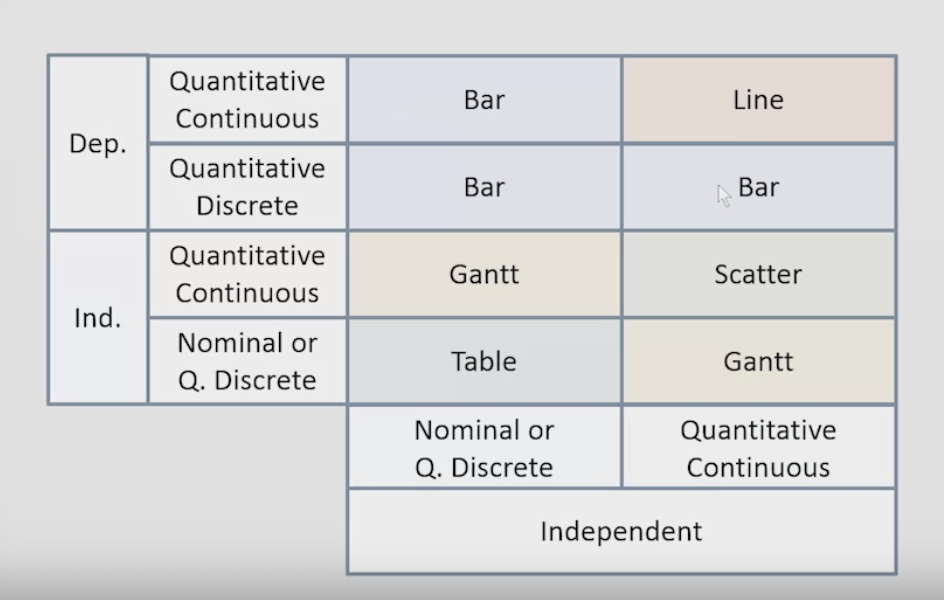 Dep.
Quantitative
Continuous
Bar
Line
Quantitative
Discrete
Bar
Bar
Ind.
Quantitative
Continuous
Gantt
Scatter
Nominal or
Q. Discrete
Table
Gantt
Nominal or
Q. Discrete
Quantitative
Continuous
Independent